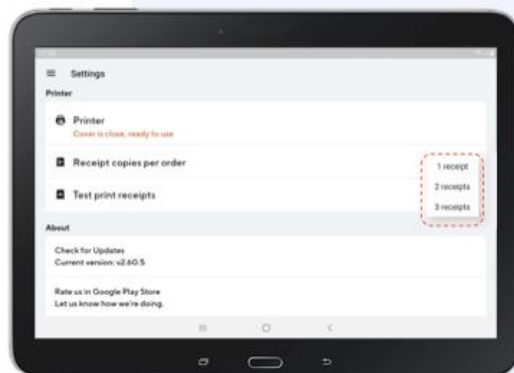 Settings
Printer
Printer
Cover is close, ready to use
Receipt copies per order
1 receipt
2 receipts
Test print receipts
3 receipts
About
Check for Updates
Current version: v2.60.5
Rate us in Google Play Store
Let us know how we're doing.